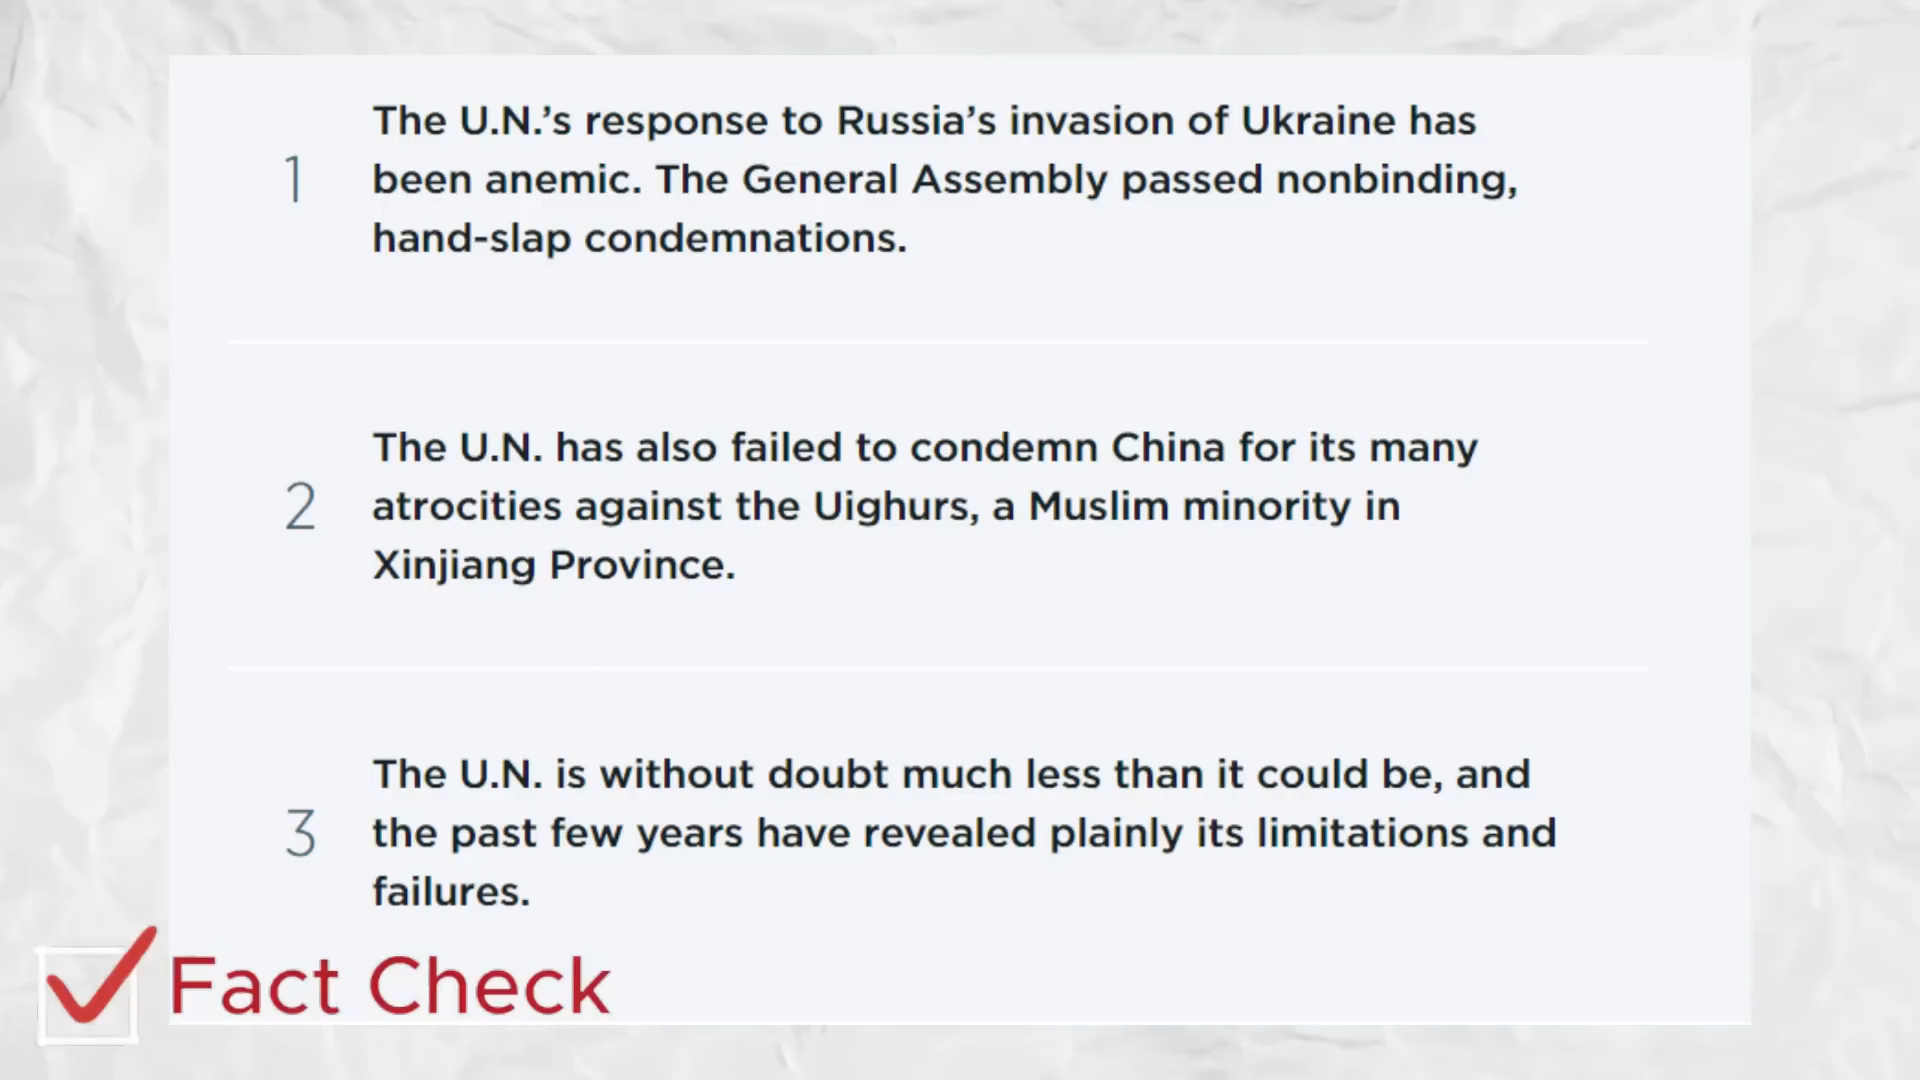 1
The U.N.’s response to Russia’s invasion of Ukraine has
been anemic. The General Assembly passed nonbinding,
hand-slap condemnations.
2
The U.N. has also failed to condemn China for its many
atrocities against the Uighurs, a Muslim minority in
Xinjiang Province.
3
The U.N. is without doubt much less than it could be, and
the past few years have revealed plainly its limitations and
failures.
Fact Check